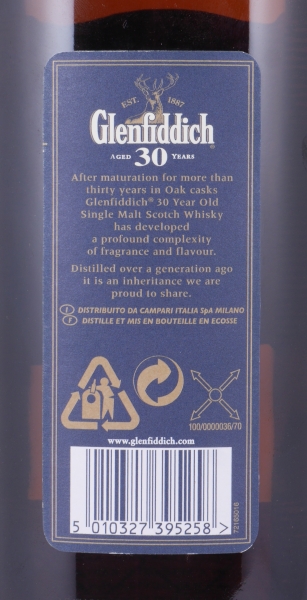 EST. 1887
Glenfiddich
AGED 30 YEARS
After maturation for more than
thirty years in Oak casks
Glenfiddich® 30 Year Old
Single Malt Scotch Whisky
has developed
a profound complexity
of fragrance and flavour.
Distilled over a generation ago
it is an inheritance we are
proud to share.
I DISTRIBUITO DA CAMPARI ITALIA SpA MILANO
F DISTILLE ET MIS EN BOUTEILLE EN ECOSSE
100/0000036/70
www.glenfiddich.com
72165016
5 010327 395258 >